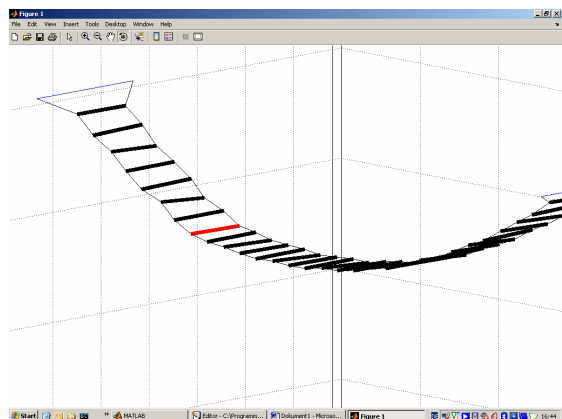 Figure 1
File Edit View Insert Tools Desktop Window Help
Start » MATLAB Editor - C:\Programm... Dokument1 - Microso... Figure 1 16:44